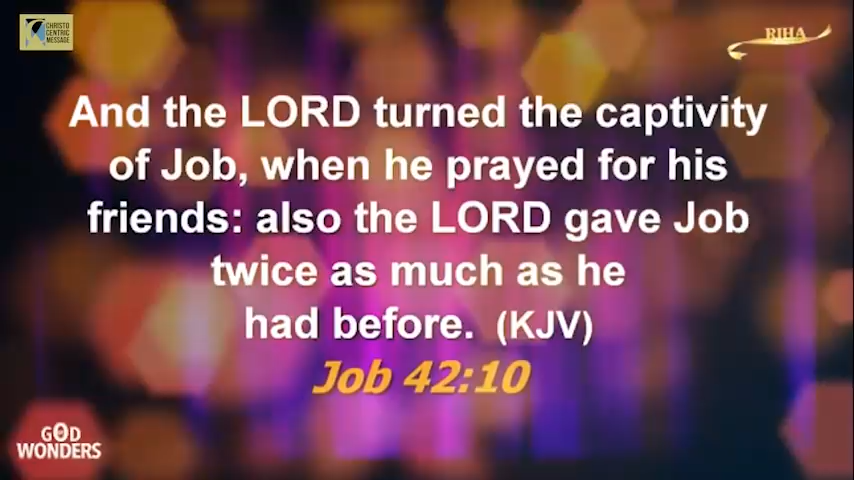 CHRISTO
CENTRIC
MESSAGE
RIHA
And the LORD turned the captivity
of Job, when he prayed for his
friends: also the LORD gave Job
twice as much as he
had before. (KJV)
Job 42:10
GOD
WONDERS